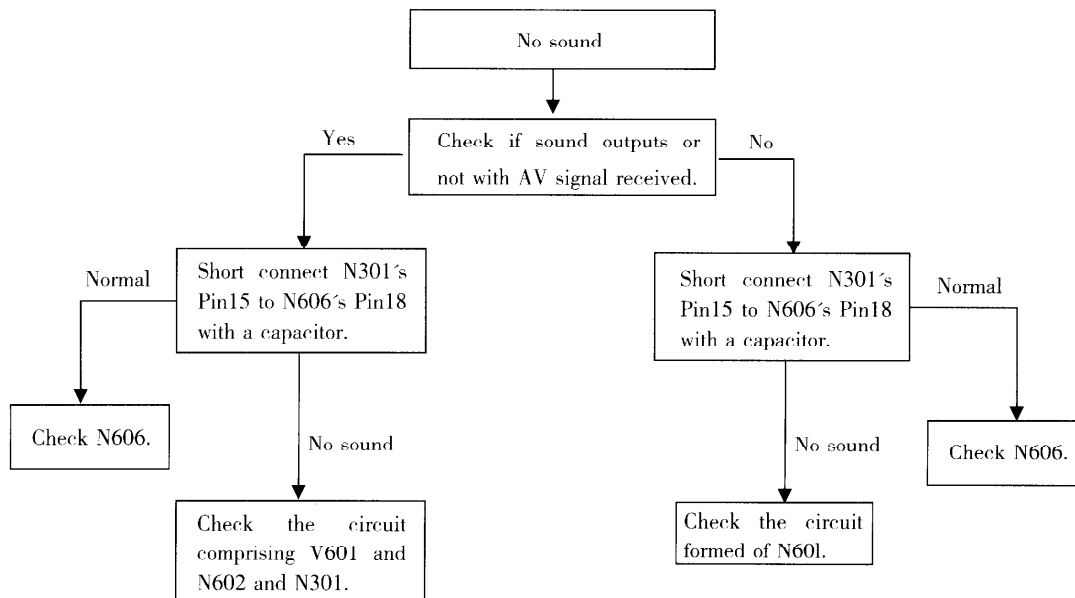 No sound
Yes
Check if sound outputs or
not with AV signal received.
No
Normal
Short connect N301´s
Pin15 to N606´s Pin18
with a capacitor.
Short connect N301´s
Pin15 to N606´s Pin18
with a capacitor.
Normal
Check N606.
No sound
No sound
Check N606.
Check the circuit
comprising V601 and
N602 and N301.
Check the circuit
formed of N60l.